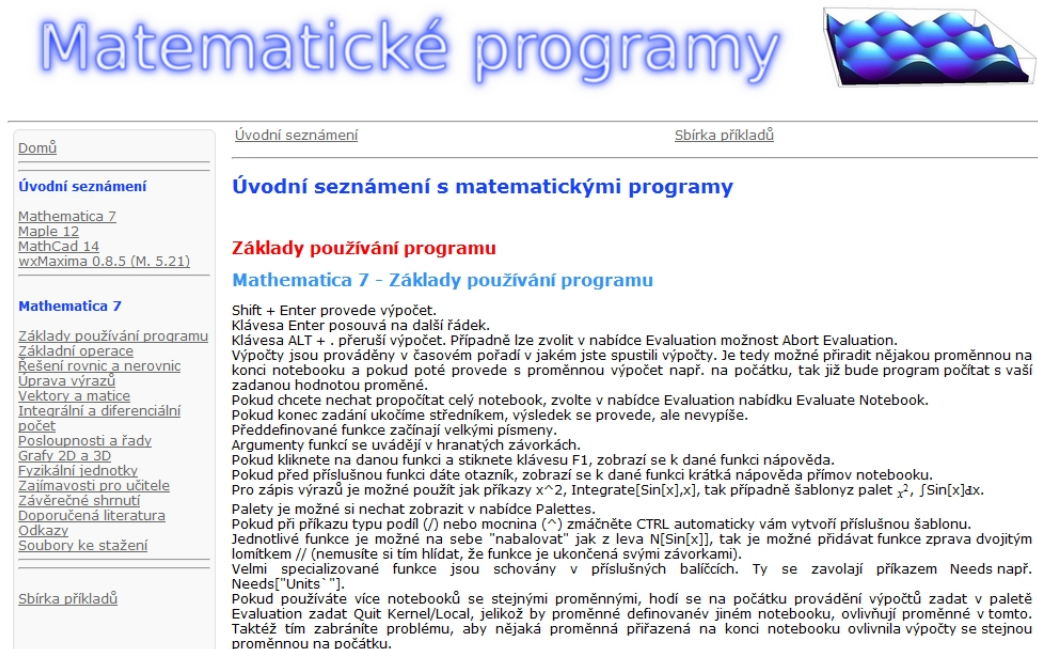 Matematické programy
Domů
Úvodní seznámení
Mathematica 7
Maple 12
MathCad 14
wxMaxima 0.8.5 (M. 5.21)
Mathematica 7
Základy používání programu
Základní operace
Řešení rovnic a nerovnic
Úprava výrazů
Vektory a matice
Integrální a diferenciální
počet
Posloupnosti a řady
Grafy 2D a 3D
Fyzikální jednotky
Zajímavosti pro učitele
Závěrečné shrnutí
Doporučená literatura
Odkazy
Soubory ke stažení
Sbírka příkladů
Úvodní seznámení
Sbírka příkladů
Úvodní seznámení s matematickými programy
Základy používání programu
Mathematica 7 - Základy používání programu
Shift + Enter provede výpočet.
Klávesa Enter posouvá na další řádek.
Klávesa ALT + . přeruší výpočet. Případně lze zvolit v nabídce Evaluation možnost Abort Evaluation.
Výpočty jsou prováděny v časovém pořadí v jakém jste spustili výpočty. Je tedy možné přiradit nějakou proměnnou na
konci notebooku a pokud poté provede s proměnnou výpočet např. na počátku, tak již bude program počítat s vaší
zadanou hodnotou proměné.
Pokud chcete nechat propočítat celý notebook, zvolte v nabídce Evaluation nabídku Evaluate Notebook.
Pokud konec zadání ukočíme středníkem, výsledek se provede, ale nevypíše.
Předdefinované funkce začínají velkými písmeny.
Argumenty funkcí se uvádějí v hranatých závorkách.
Pokud kliknete na danou funkci a stiknete klávesu F1, zobrazí se k dané funkci nápověda.
Pokud před příslušnou funkci dáte otazník, zobrazí se k dané funkci krátká nápověda přímov notebooku.
Pro zápis výrazů je možné použít jak příkazy x^2, Integrate[Sin[x],x], tak případně šablonyz palet x², ∫Sin[x]dx.
Palety je možné si nechat zobrazit v nabídce Palettes.
Pokud při příkazu typu podíl (/) nebo mocnina (^) zmáčněte CTRL automaticky vám vytvoří příslušnou šablonu.
Jednotlivé funkce je možné na sebe "nabalovat" jak z leva N[Sin[x]], tak je možné přidávat funkce zprava dvojitým
lomítkem // (nemusíte si tím hlídat, že funkce je ukončená svými závorkami).
Velmi specializované funkce jsou schovány v příslušných balíčcích. Ty se zavolají příkazem Needs např.
Needs["Units`"].
Pokud používáte více notebooků se stejnými proměnnými, hodí se na počátku provádění výpočtů zadat v paletě
Evaluation zadat Quit Kernel/Local, jelikož by proměnné definovanév jiném notebooku, ovlivňují proměnné v tomto.
Taktéž tím zabráníte problému, aby nějaká proměnná přiřazená na konci notebooku ovlivnila výpočty se stejnou
proměnnou na počátku.